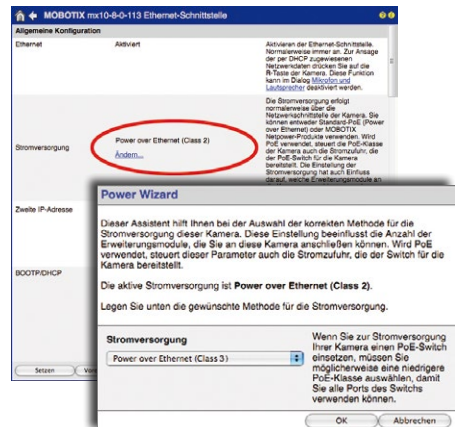 MOBOTIX mx10-8-0-113 Ethernet-Schnittstelle
Allgemeine Konfiguration
Ethernet
Aktiviert
Aktivieren der Ethernet-Schnittstelle.
Normalerweise immer an. Zur Ansage
der per DHCP zugewiesenen
Netzwerkdaten drücken Sie auf die
R-Taste der Kamera. Diese Funktion
kann im Dialog Mikrofon und
Lautsprecher deaktiviert werden.
Stromversorgung
Power over Ethernet (Class 2)
Ändern...
Die Stromversorgung erfolgt
normalerweise über die
Netzwerkschnittstelle der Kamera. Sie
können entweder Standard-PoE (Power
over Ethernet) oder MOBOTIX
Netpower-Produkte verwenden. Wird
PoE verwendet, steuert die PoE-Klasse
der Kamera auch die Stromzufuhr, die
der PoE-Switch für die Kamera
bereitstellt. Die Einstellung der
Stromversorgung hat auch Einfluss
darauf, welche Erweiterungsmodule an
Zweite IP-Adresse
BOOTP/DHCP
Setzen
Power Wizard
Dieser Assistent hilft Ihnen bei der Auswahl der korrekten Methode für die
Stromversorgung dieser Kamera. Diese Einstellung beeinflusst die Anzahl der
Erweiterungsmodule, die Sie an diese Kamera anschließen können. Wird PoE
verwendet, steuert dieser Parameter auch die Stromzufuhr, die der Switch für die
Kamera bereitstellt.
Die aktive Stromversorgung ist Power over Ethernet (Class 2).
Legen Sie unten die gewünschte Methode für die Stromversorgung.
Stromversorgung
Power over Ethernet (Class 3)
Wenn Sie zur Stromversorgung
Ihrer Kamera einen PoE-Switch
einsetzen, müssen Sie
möglicherweise eine niedrigere
PoE-Klasse auswählen, damit
Sie alle Ports des Switchs
verwenden können.
OK
Abbrechen